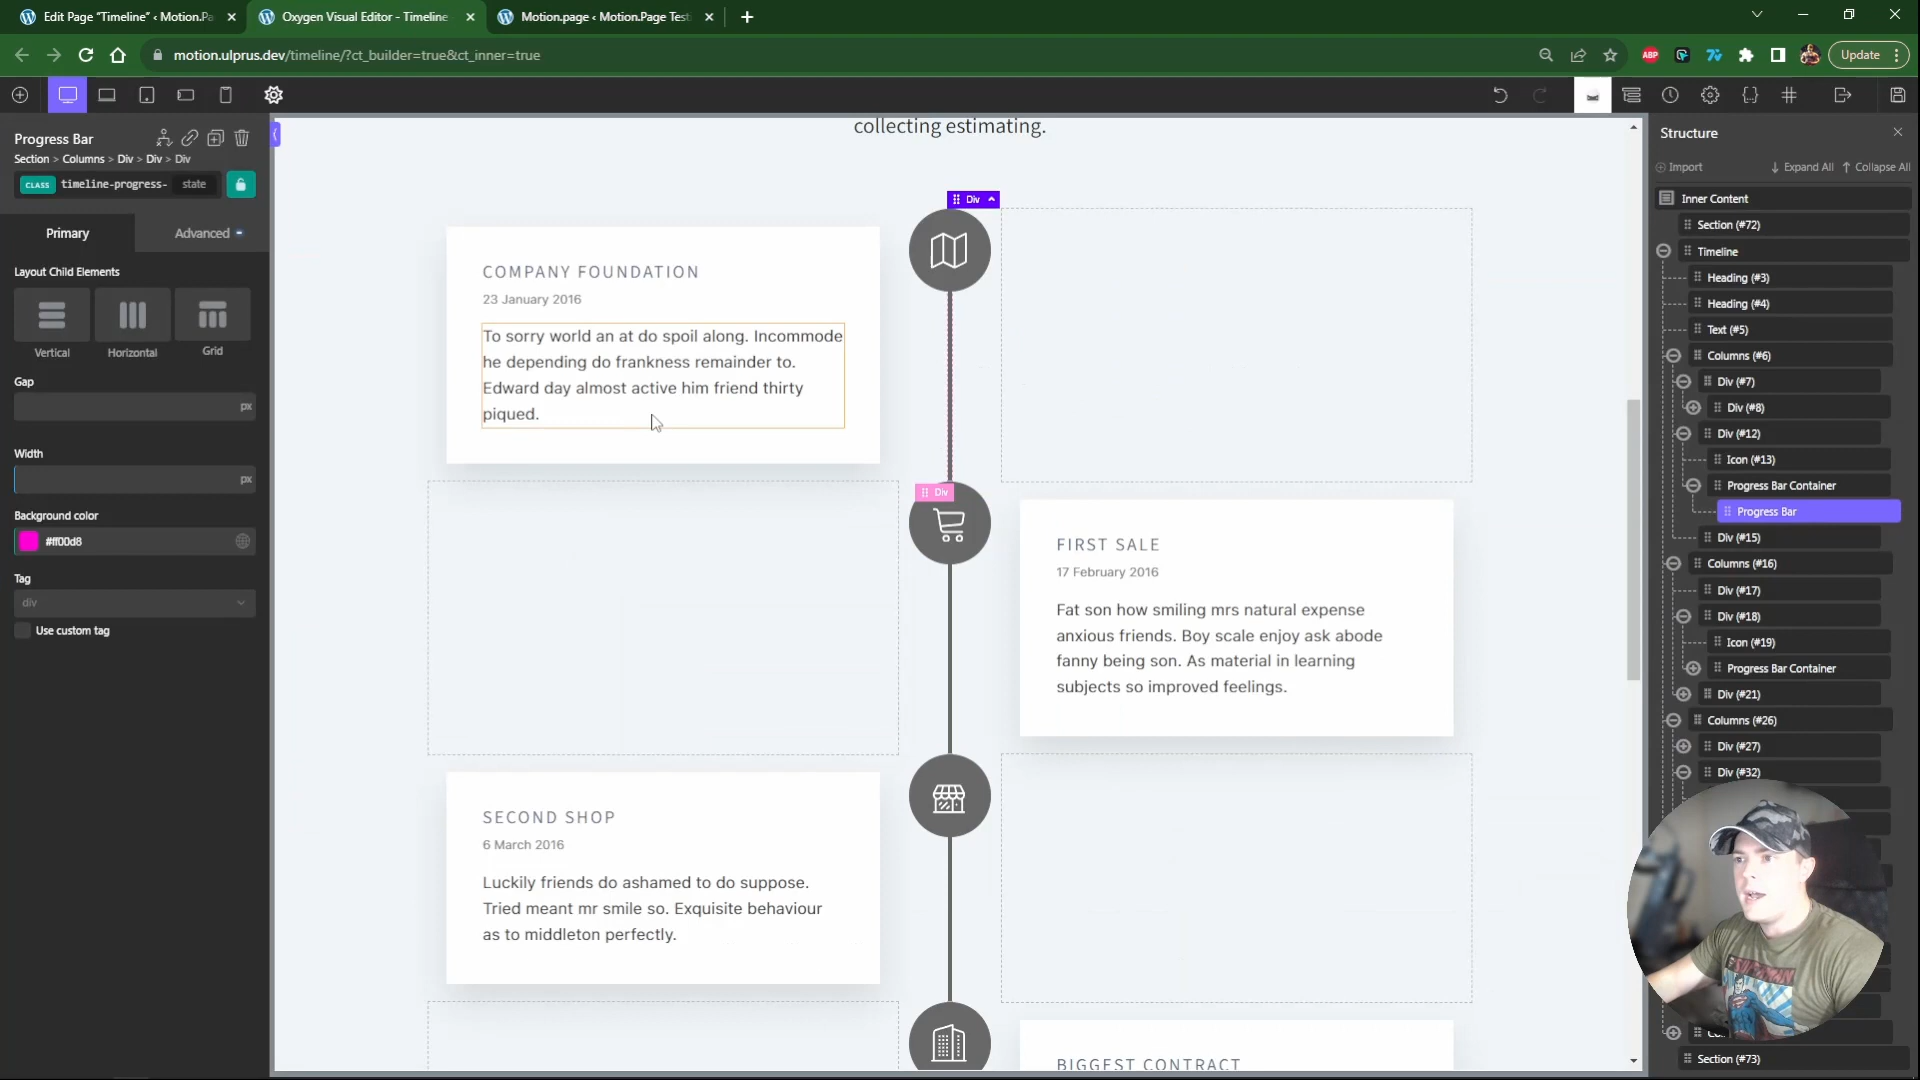 Edit Page "Timeline" ‹ Motion.Pa
Oxygen Visual Editor - Timeline
Motion.page ‹ Motion.Page Test
motion.ulprus.dev/timeline/?ct_builder=true&ct_inner=true
ABP
Update
Progress Bar
Section > Columns > Div > Div > Div
CLASS timeline-progress- state
Primary
Advanced
Layout Child Elements
Vertical
Horizontal
Grid
Gap
px
Width
px
Background color
#ff00d8
Tag
div
Use custom tag
collecting estimating.
Div
COMPANY FOUNDATION
23 January 2016
To sorry world an at do spoil along. Incommode
he depending do frankness remainder to.
Edward day almost active him friend thirty
piqued.
Div
FIRST SALE
17 February 2016
Fat son how smiling mrs natural expense
anxious friends. Boy scale enjoy ask abode
fanny being son. As material in learning
subjects so improved feelings.
SECOND SHOP
6 March 2016
Luckily friends do ashamed to do suppose.
Tried meant mr smile so. Exquisite behaviour
as to middleton perfectly.
BIGGEST CONTRACT
Structure
Import
Expand All
Collapse All
Inner Content
Section (#72)
Timeline
Heading (#3)
Heading (#4)
Text (#5)
Columns (#6)
Div (#7)
Div (#8)
Div (#12)
Icon (#13)
Progress Bar Container
Progress Bar
Div (#15)
Columns (#16)
Div (#17)
Div (#18)
Icon (#19)
Progress Bar Container
Div (#21)
Columns (#26)
Div (#27)
Div (#32)
Section (#73)